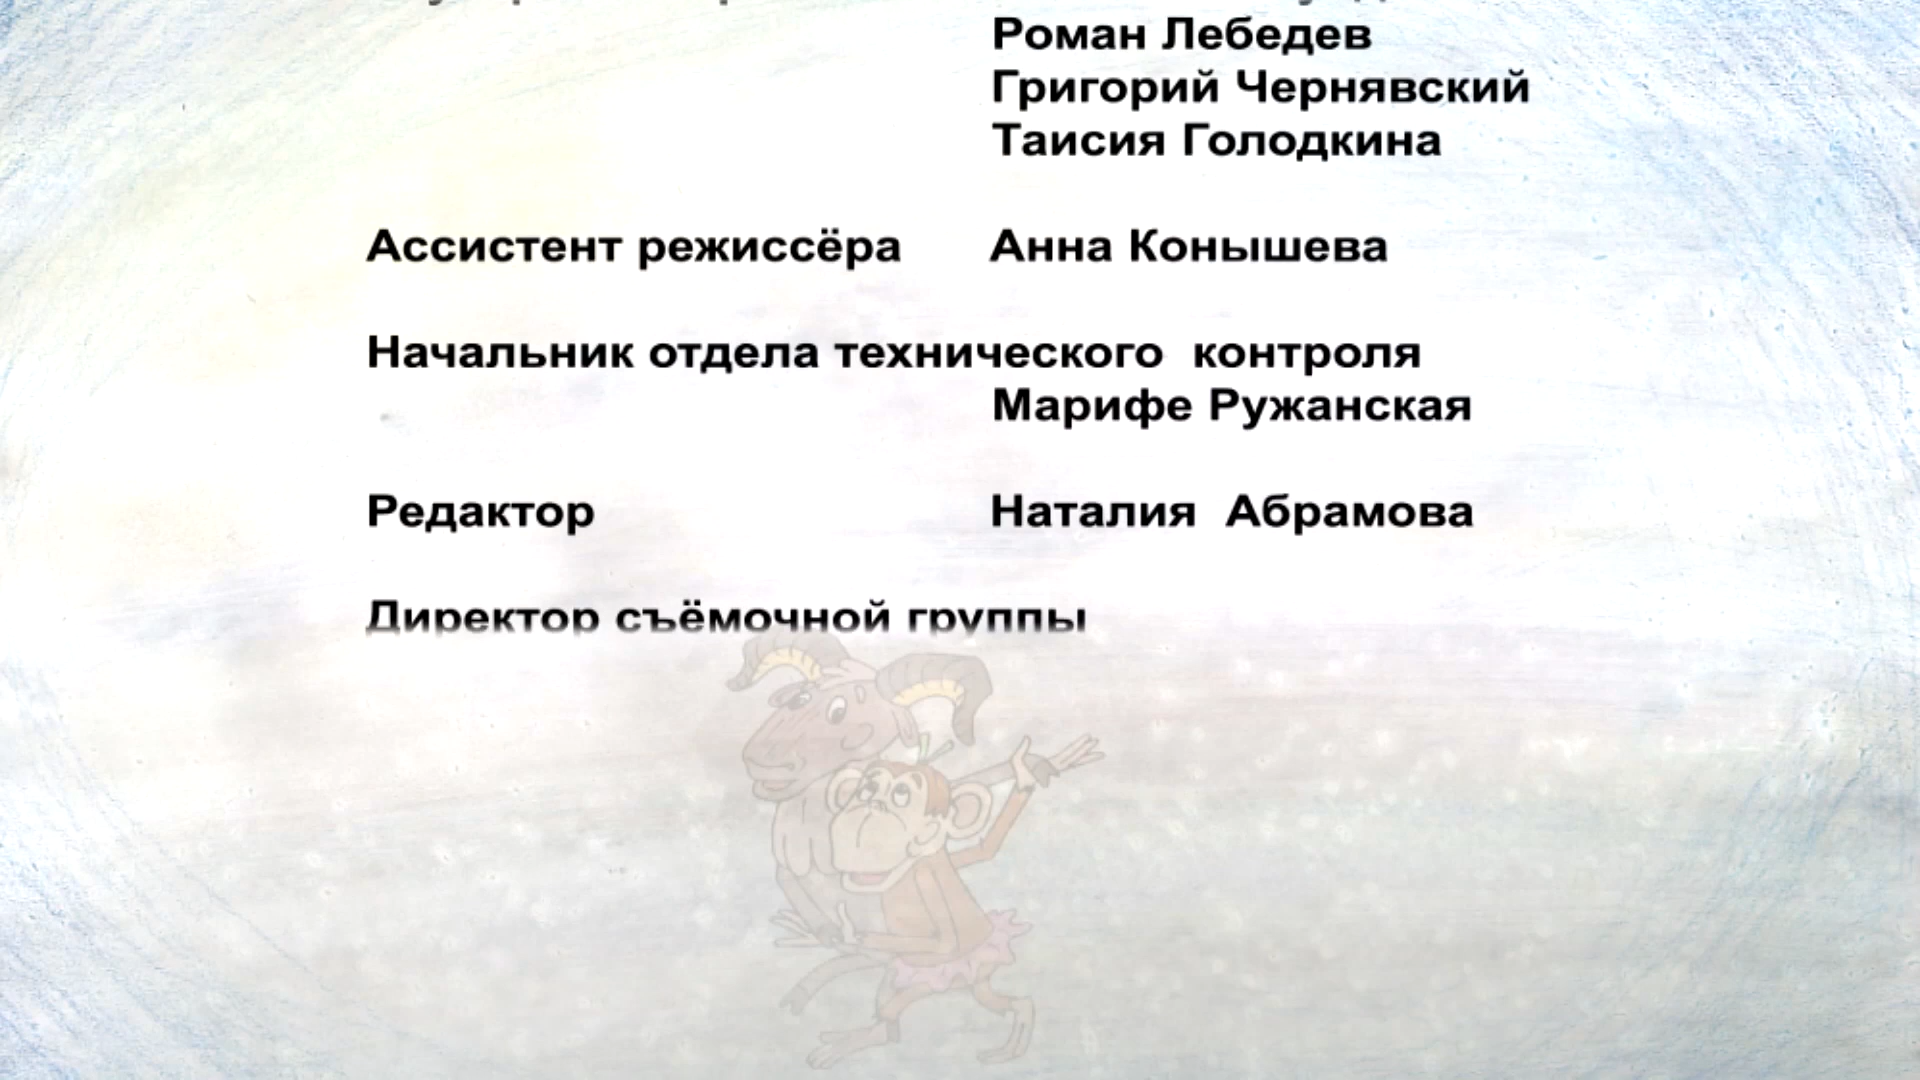 Роман Лебедев
Григорий Чернявский
Таисия Голодкина
Ассистент режиссёра Анна Конышева
Начальник отдела технического контроля
Марифе Ружанская
Редактор Наталия Абрамова
Директор съёмочной группы